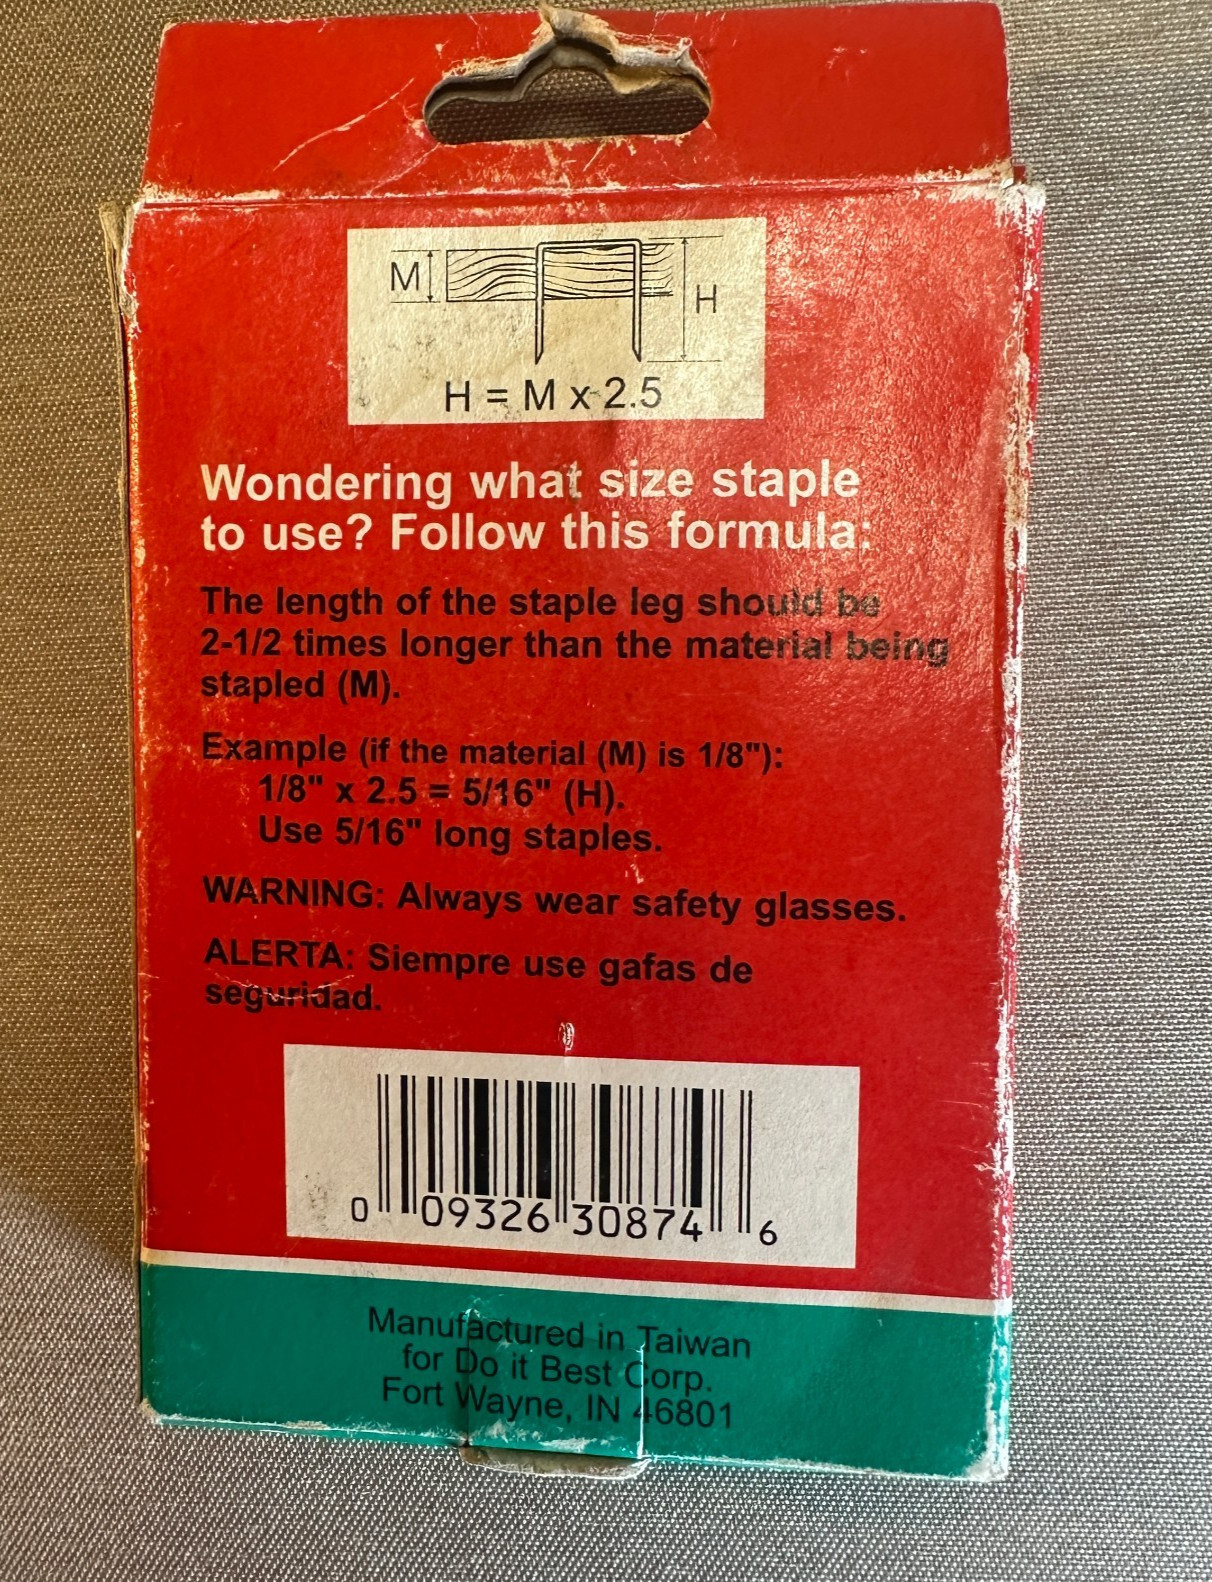 M
H
H = M x 2.5
Wondering what size staple
to use? Follow this formula:
The length of the staple leg should be
2-1/2 times longer than the material being
stapled (M).
Example (if the material (M) is 1/8"):
1/8" x 2.5 = 5/16" (H).
Use 5/16" long staples.
WARNING: Always wear safety glasses.
ALERTA: Siempre use gafas de
seguridad.
0 09326 30874 6
Manufactured in Taiwan
for Do it Best Corp.
Fort Wayne, IN 46801